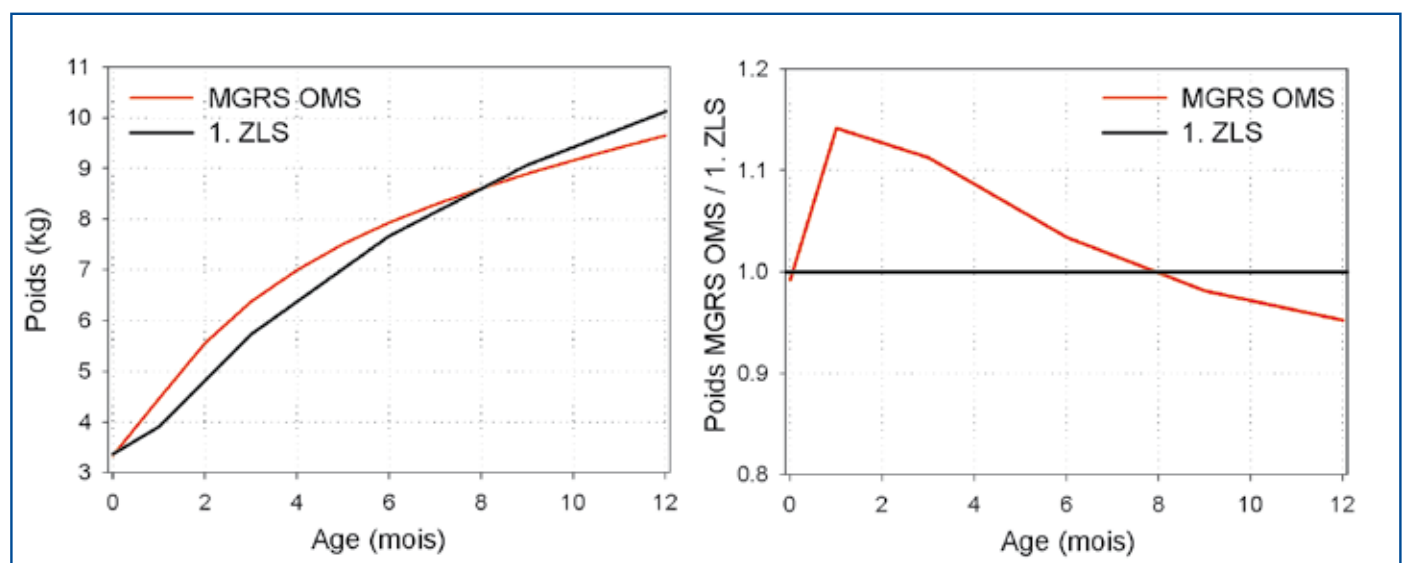 11
10
9
8
7
6
5
4
3
Poids (kg)
MGRS OMS
1. ZLS
0 2 4 6 8 10 12
Age (mois)
1.2
1.1
1.0
0.9
0.8
Poids MGRS OMS / 1. ZLS
MGRS OMS
1. ZLS
0 2 4 6 8 10 12
Age (mois)